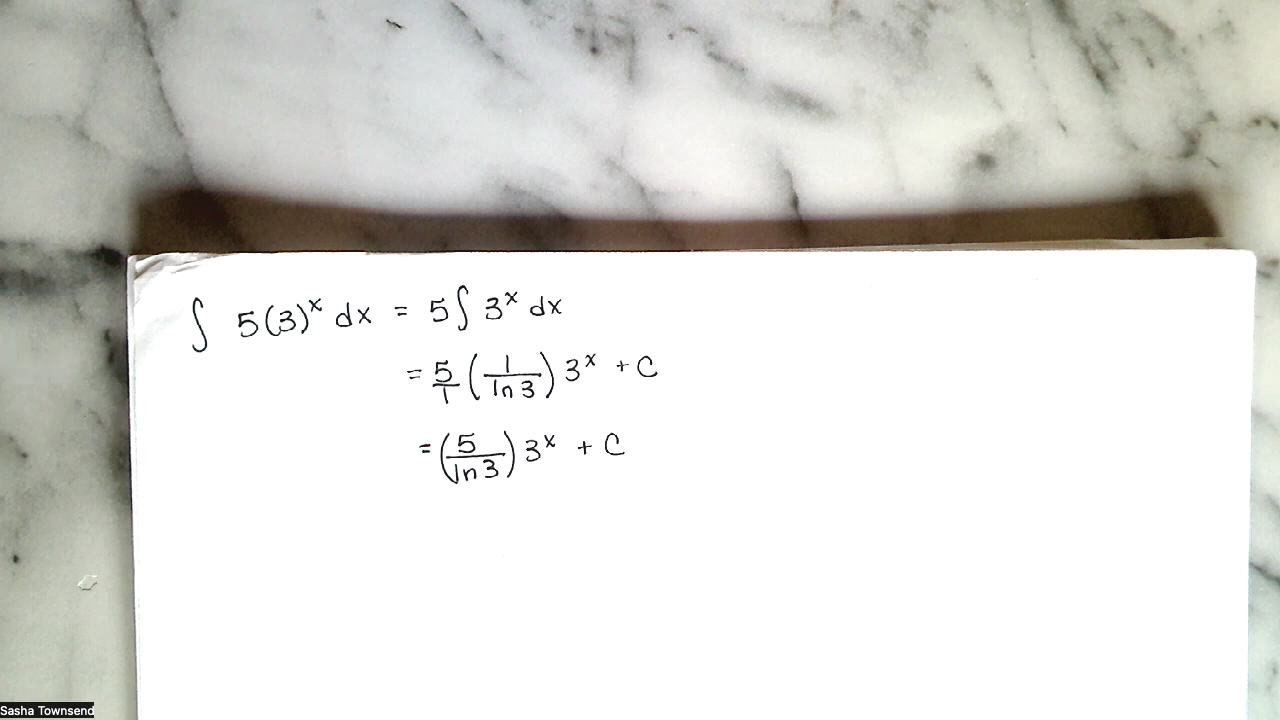 ∫ 5(3)^x dx = 5∫ 3^x dx
= 5/1 (1/ln 3) 3^x + C
= (5/ln 3) 3^x + C
Sasha Townsend